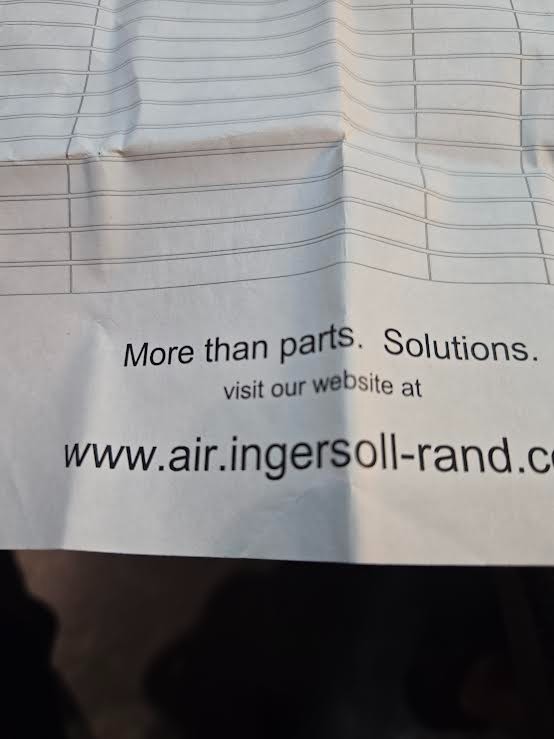 More than parts. Solutions.
visit our website at
www.air.ingersoll-rand.c